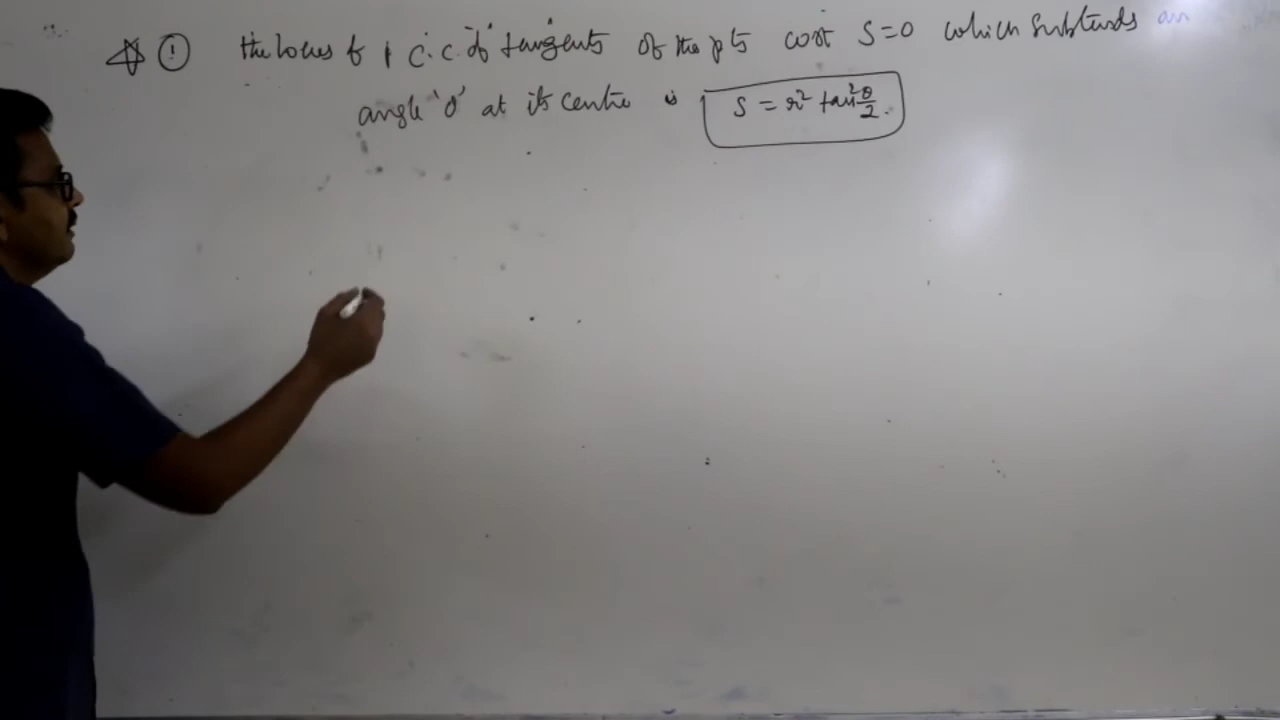 ① the locus of P. C. C. of tangents of the pts cost S=0 which subtends an
angle 'θ' at its centre is S = r² tan² θ/2.